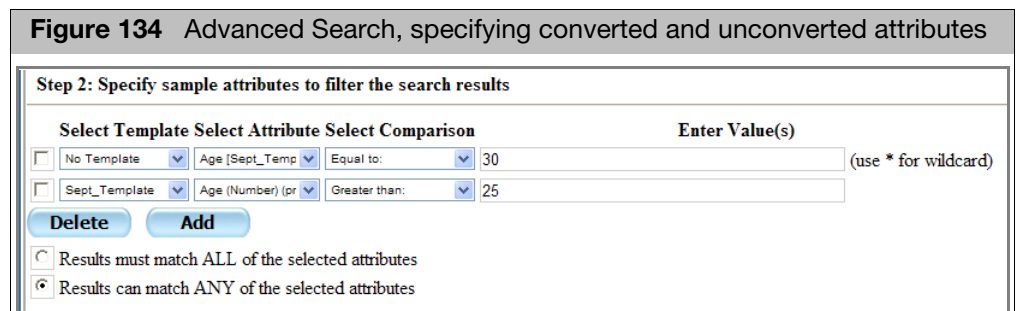 Figure 134 Advanced Search, specifying converted and unconverted attributes
Step 2: Specify sample attributes to filter the search results
Select Template Select Attribute Select Comparison Enter Value(s)
No Template Age [Sept_Temp Equal to: 30 (use * for wildcard)
Sept_Template Age (Number) (pr Greater than: 25
Delete Add
Results must match ALL of the selected attributes
Results can match ANY of the selected attributes